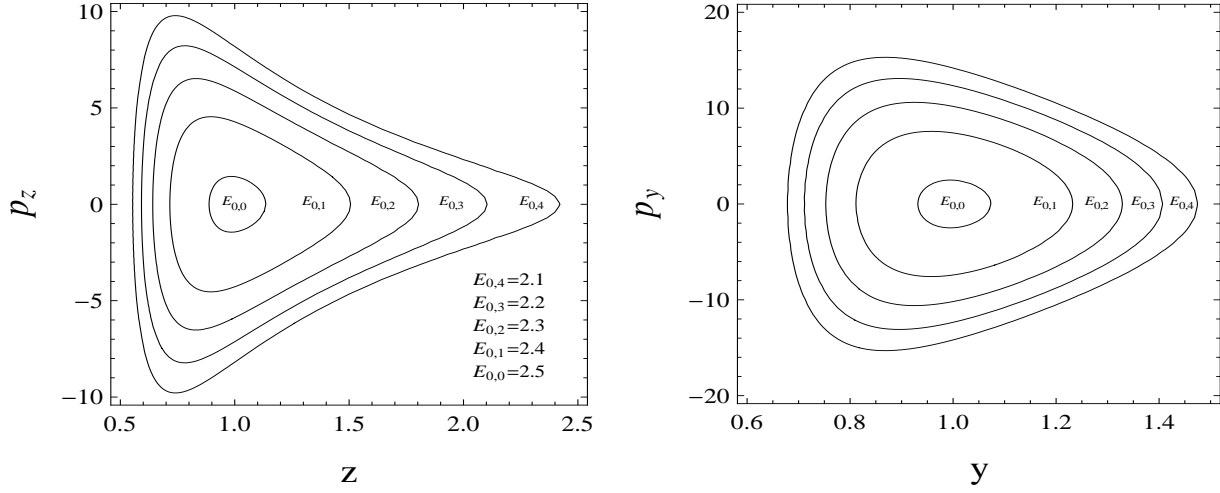 10
5
0
−5
−10
p_z
E_{0,0} E_{0,1} E_{0,2} E_{0,3} E_{0,4}
E_{0,4}=2.1
E_{0,3}=2.2
E_{0,2}=2.3
E_{0,1}=2.4
E_{0,0}=2.5
0.5 1.0 1.5 2.0 2.5
z
20
10
0
−10
−20
p_y
E_{0,0} E_{0,1} E_{0,2} E_{0,3} E_{0,4}
0.6 0.8 1.0 1.2 1.4
y